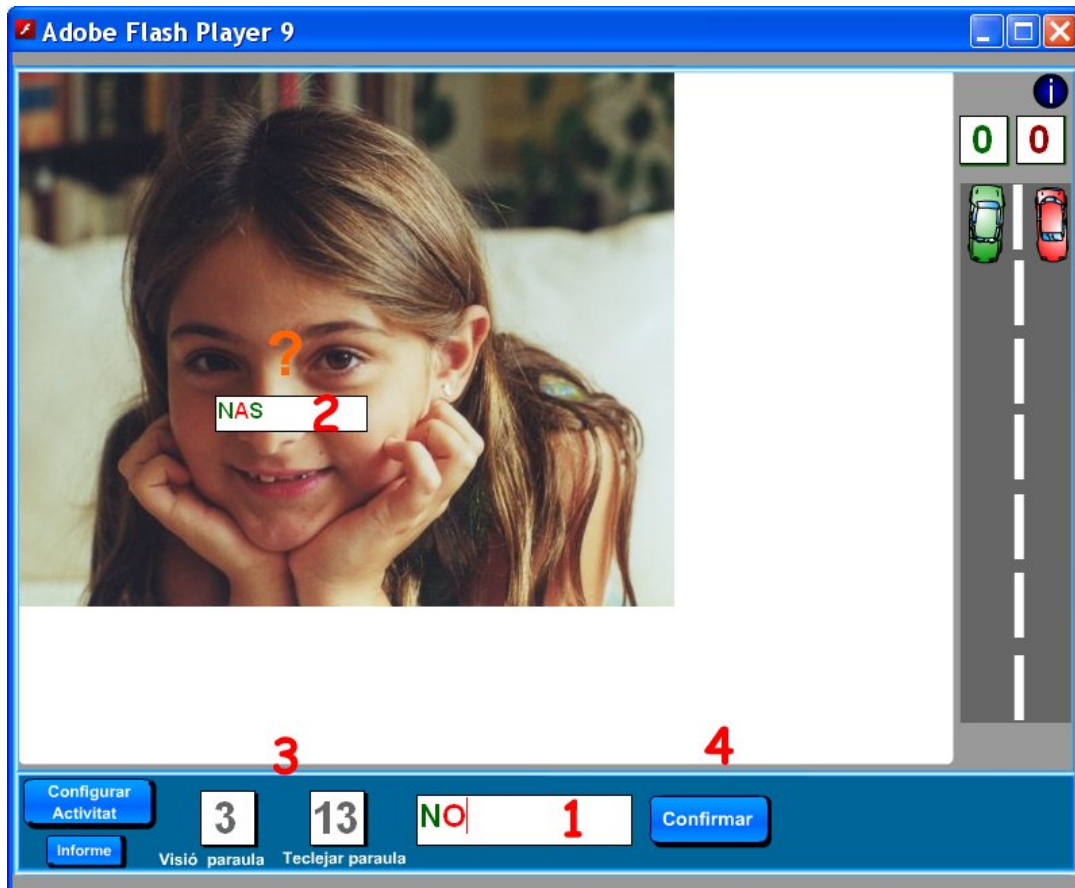 Adobe Flash Player 9
i
0 0
?
NAS 2
3
4
Configurar
Activitat
Informe
3
Visió paraula
13
Teclejar paraula
NO 1
Confirmar